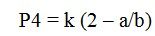 P4 = k (2 – a/b)